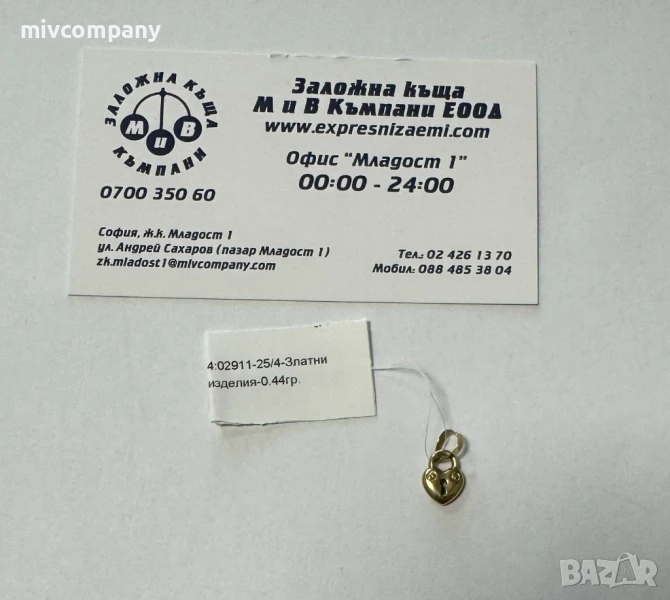 mivcompany
ЗАЛОЖНА КЪЩА
М и В
КЪМПАНИ
0700 350 60
Заложна къща
М и В Къмпани ЕООД
www.expresnizaemi.com
Офис "Младост 1"
00:00 - 24:00
София, ж.к. Младост 1
ул. Андрей Сахаров (пазар Младост 1)
zk.mladost1@mivcompany.com
Тел.: 02 426 13 70
Мобил: 088 485 38 04
4:02911-25/4-Златни
изделия-0.44гр.
BAZAR